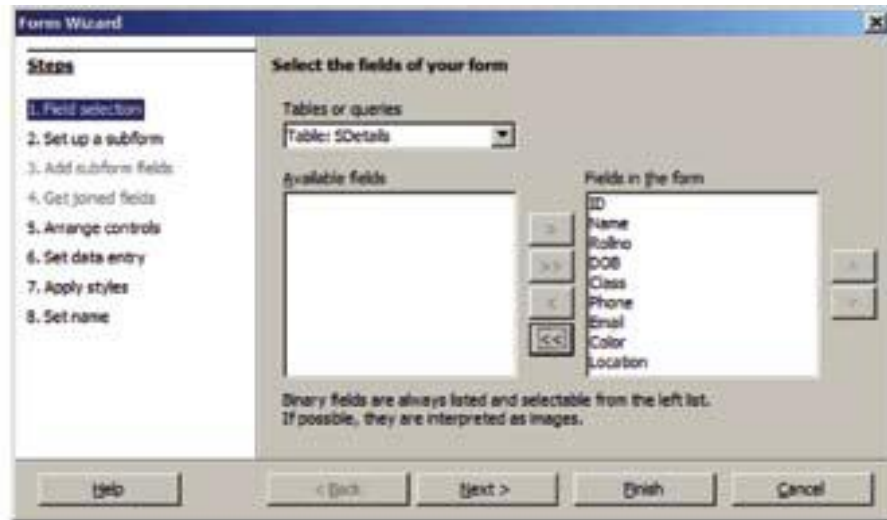 Form Wizard
Steps
1. Field selection
2. Set up a subform
3. Add subform fields
4. Get joined fields
5. Arrange controls
6. Set data entry
7. Apply styles
8. Set name
Select the fields of your form
Tables or queries
Table: SDetails
Available fields
Fields in the form
ID
Name
Rollno
DOB
Class
Phone
Email
Color
Location
>
>>
<
<<
Binary fields are always listed and selectable from the left list.
If possible, they are interpreted as images.
Help
< Back
Next >
Finish
Cancel